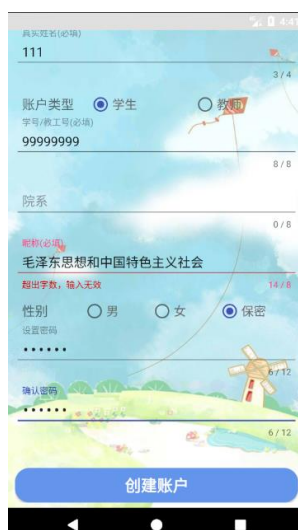 4:41
真实姓名(必填)
111
3 / 4
账户类型 学生 教师
学号/教工号(必填)
99999999
8 / 8
院系
0 / 8
昵称(必填)
毛泽东思想和中国特色主义社会
超出字数，输入无效 14 / 8
性别 男 女 保密
设置密码
••••••
6 / 12
确认密码
••••••
6 / 12
创建账户